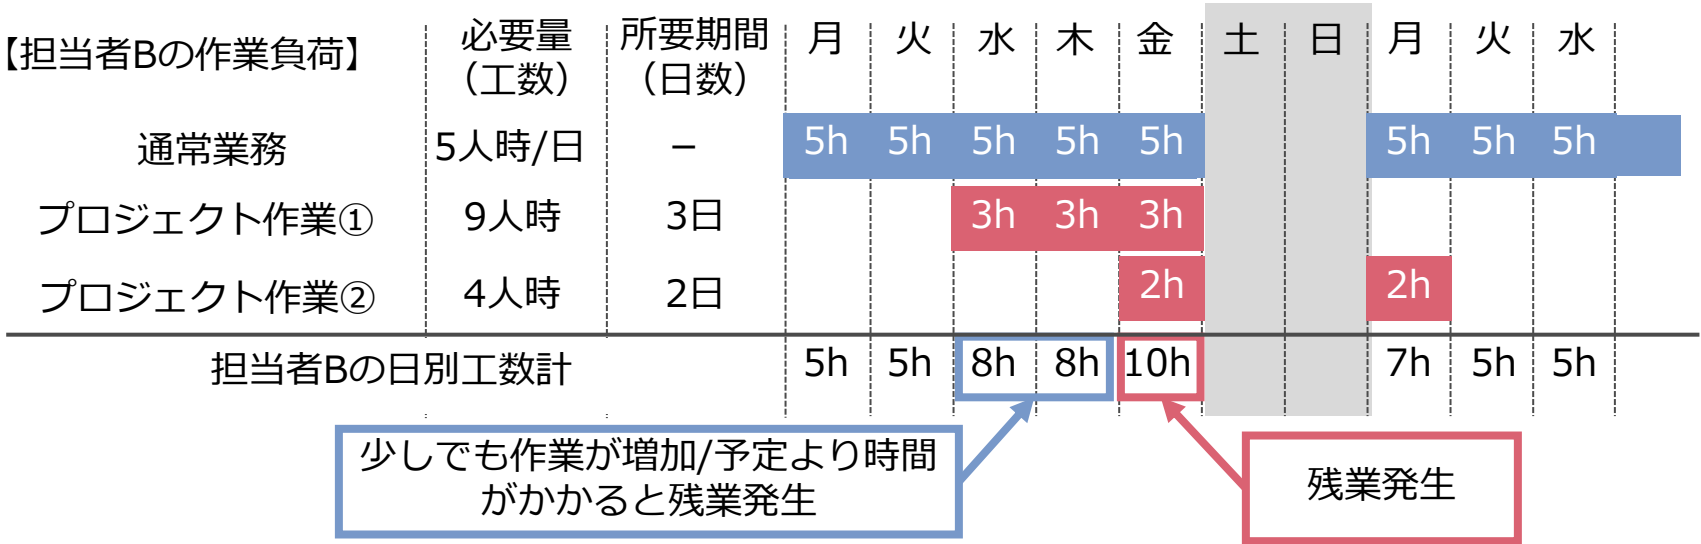 【担当者Bの作業負荷】 必要量(工数) 所要期間(日数) 月 火 水 木 金 土 日 月 火 水
通常業務 5人時/日 − 5h 5h 5h 5h 5h 5h 5h 5h
プロジェクト作業① 9人時 3日 3h 3h 3h
プロジェクト作業② 4人時 2日 2h 2h
担当者Bの日別工数計 5h 5h 8h 8h 10h 7h 5h 5h
少しでも作業が増加/予定より時間
がかかると残業発生
残業発生